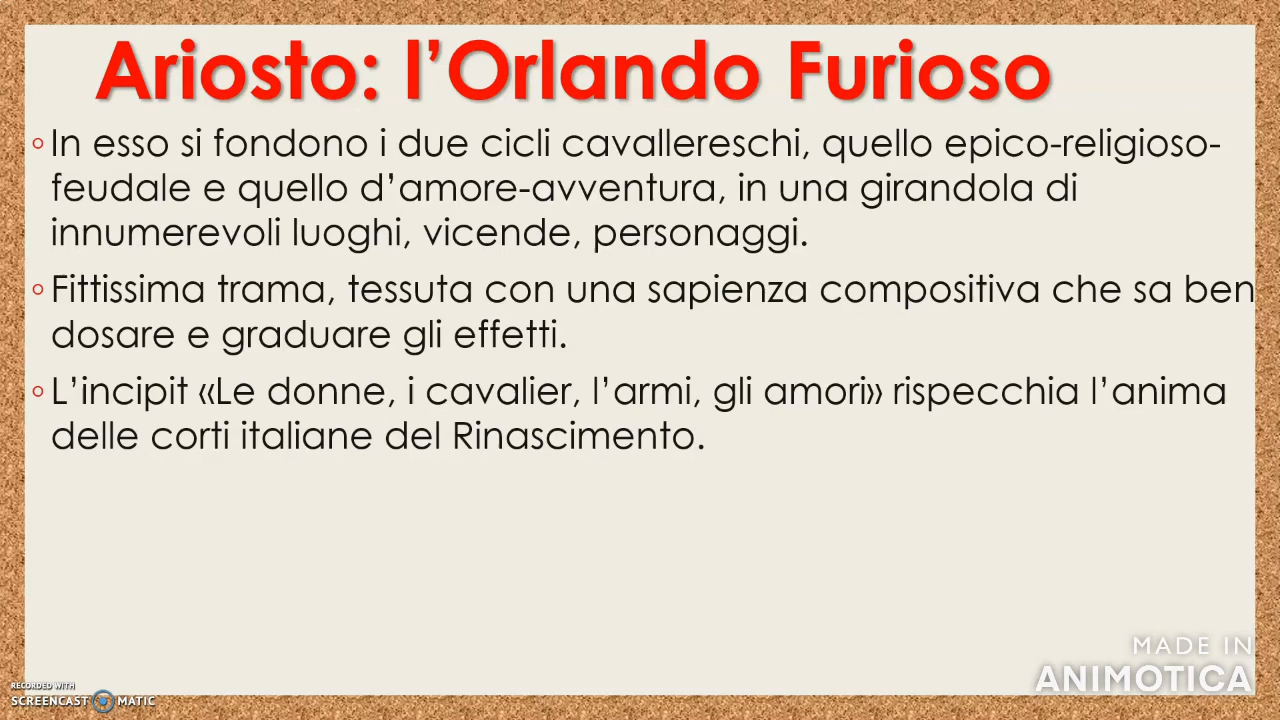 Ariosto: l’Orlando Furioso
◦In esso si fondono i due cicli cavallereschi, quello epico-religioso-
feudale e quello d’amore-avventura, in una girandola di
innumerevoli luoghi, vicende, personaggi.
◦Fittissima trama, tessuta con una sapienza compositiva che sa ben
dosare e graduare gli effetti.
◦L’incipit «Le donne, i cavalier, l’armi, gli amori» rispecchia l’anima
delle corti italiane del Rinascimento.
MADE IN
ANIMOTICA
RECORDED WITH
SCREENCAST MATIC